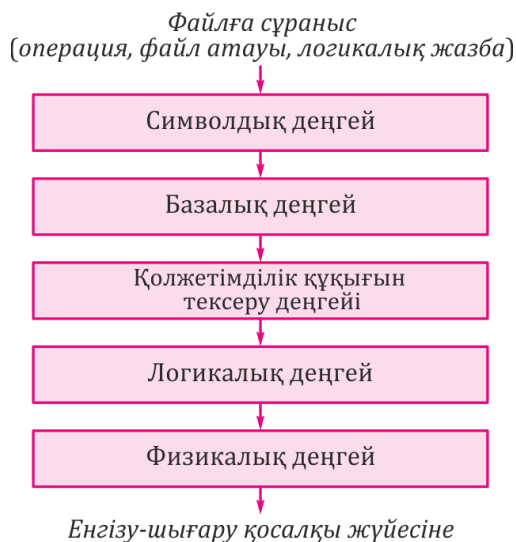 Файлға сұраныс
(операция, файл атауы, логикалық жазба)
Символдық деңгей
Базалық деңгей
Қолжетімділік құқығын
тексеру деңгейі
Логикалық деңгей
Физикалық деңгей
Енгізу-шығару қосалқы жүйесіне